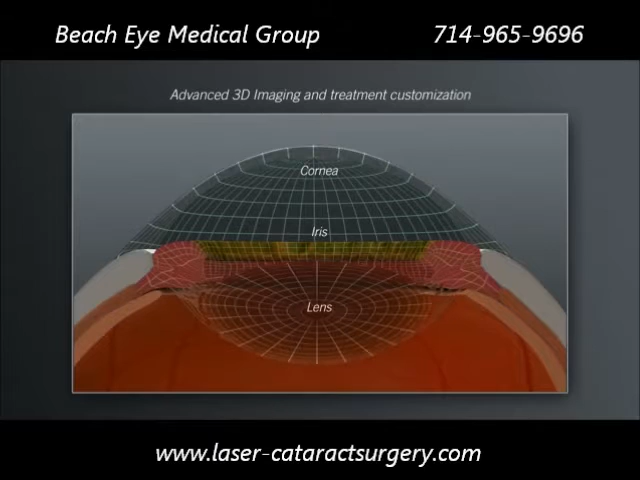 Beach Eye Medical Group 714-965-9696
Advanced 3D Imaging and treatment customization
Cornea
Iris
Lens
www.laser-cataractsurgery.com